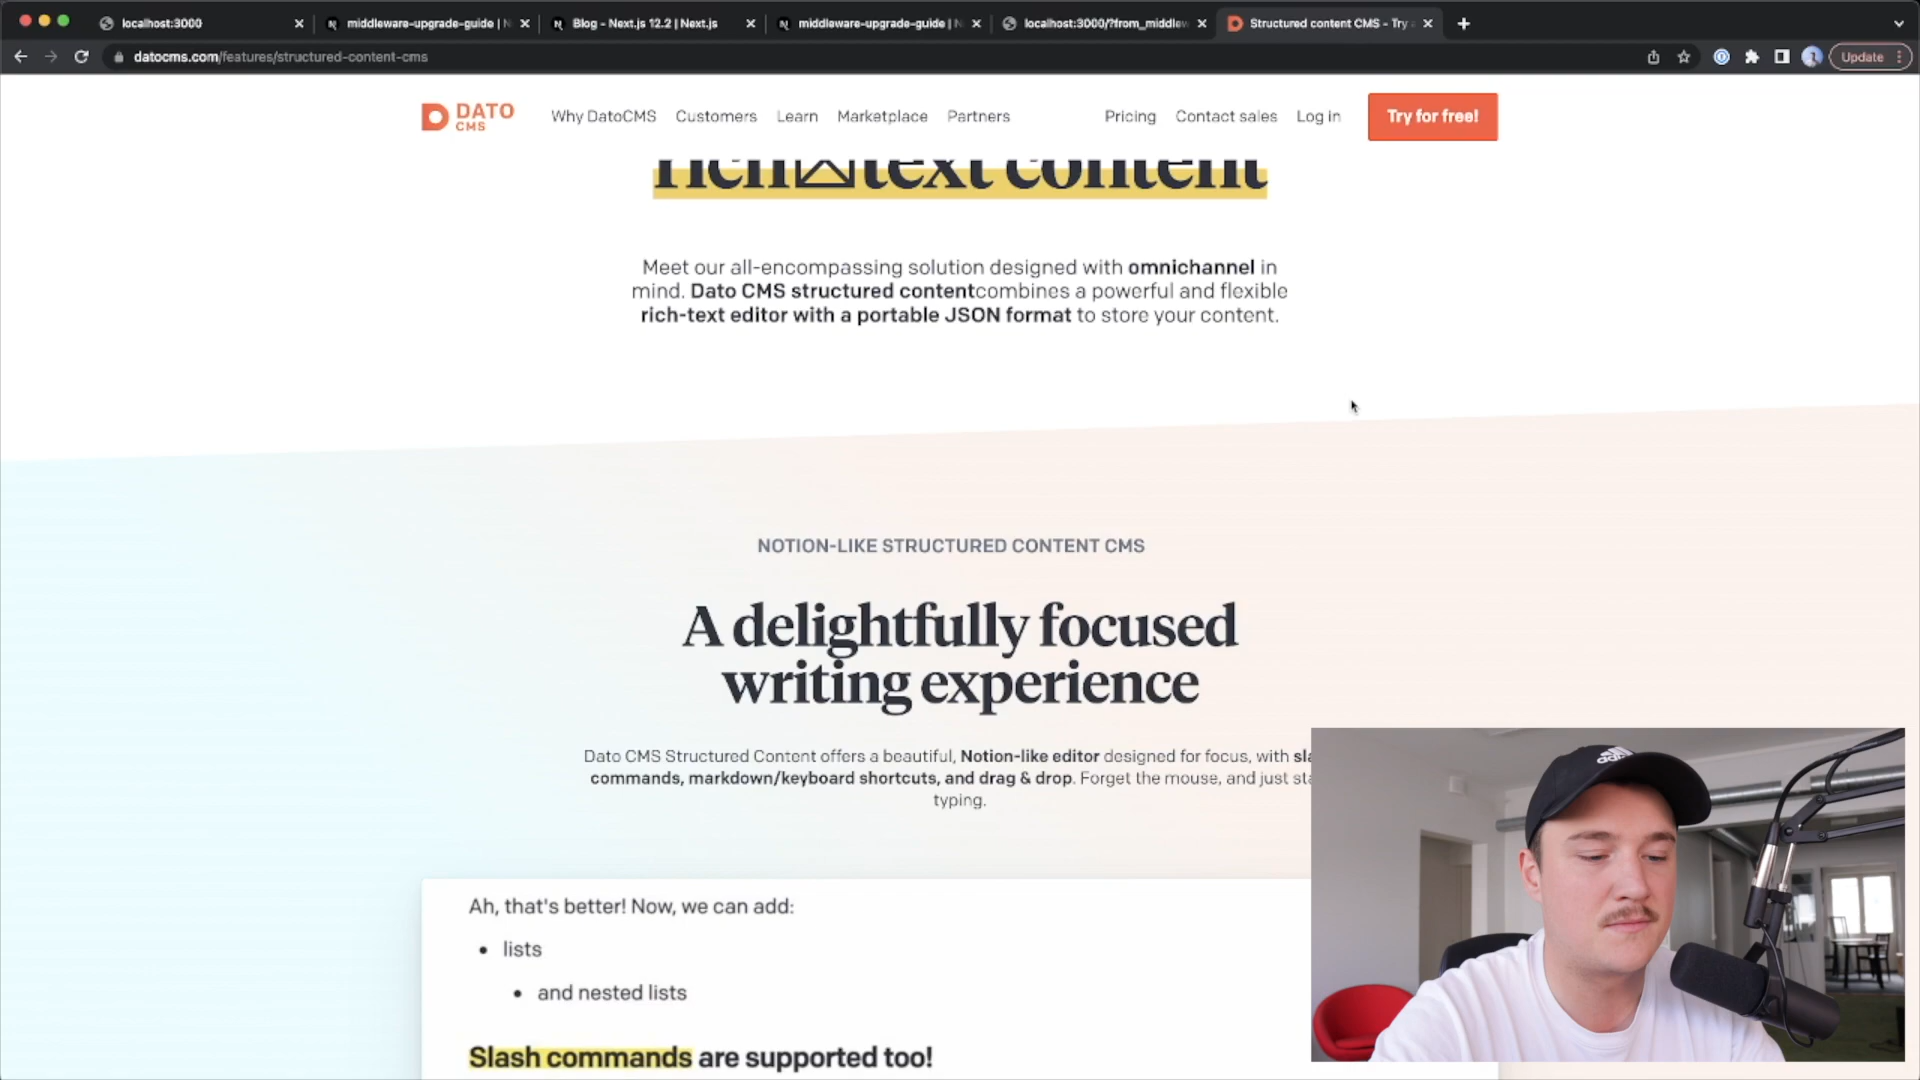 localhost:3000
middleware-upgrade-guide | N
Blog - Next.js 12.2 | Next.js
middleware-upgrade-guide | N
localhost:3000/?from_middlew
Structured content CMS - Try
datocms.com/features/structured-content-cms
Update
DATO
CMS
Why DatoCMS
Customers
Learn
Marketplace
Partners
Pricing
Contact sales
Log in
Try for free!
rich text content
Meet our all-encompassing solution designed with omnichannel in
mind. Dato CMS structured contentcombines a powerful and flexible
rich-text editor with a portable JSON format to store your content.
NOTION-LIKE STRUCTURED CONTENT CMS
A delightfully focused
writing experience
Dato CMS Structured Content offers a beautiful, Notion-like editor designed for focus, with sla
commands, markdown/keyboard shortcuts, and drag & drop. Forget the mouse, and just sta
typing.
Ah, that's better! Now, we can add:
• lists
• and nested lists
Slash commands are supported too!